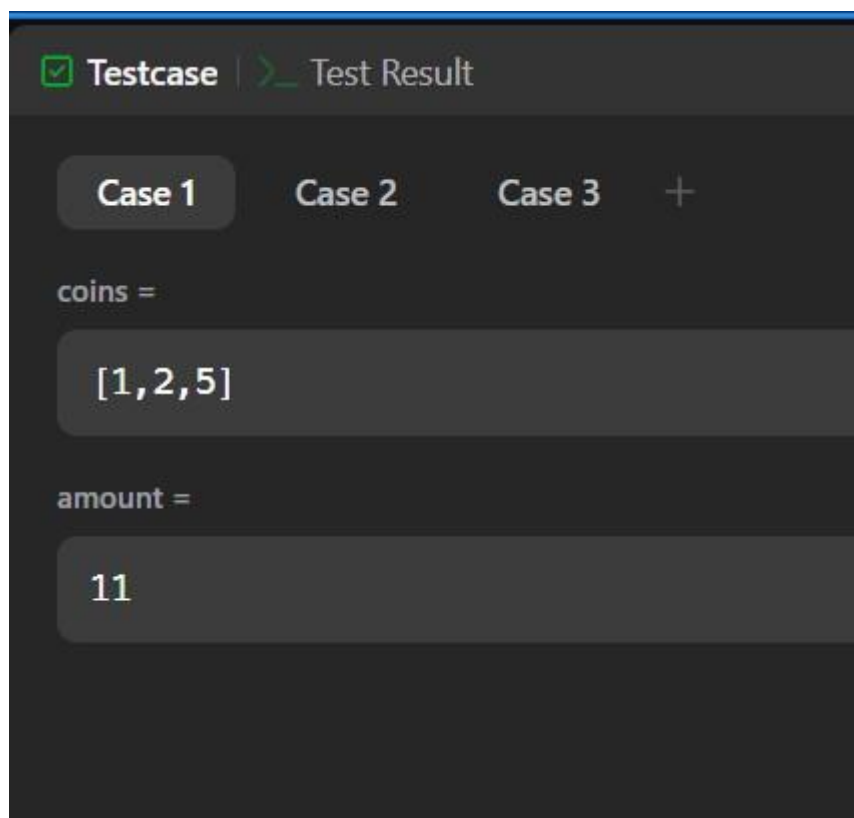 Testcase >_ Test Result
Case 1 Case 2 Case 3 +
coins =
[1,2,5]
amount =
11